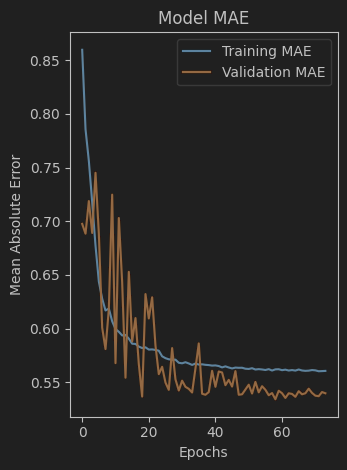 Model MAE
Training MAE
Validation MAE
Mean Absolute Error
0.85
0.80
0.75
0.70
0.65
0.60
0.55
0 20 40 60
Epochs